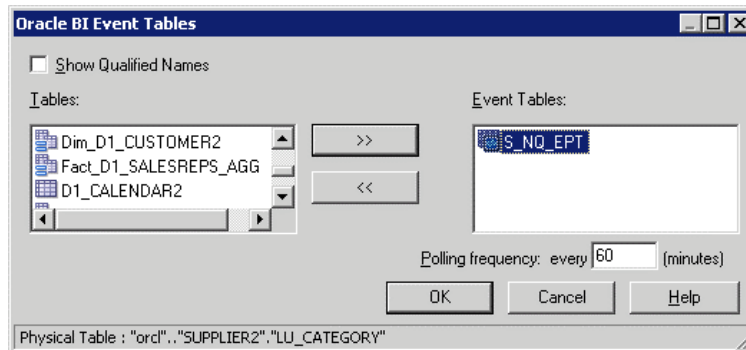 Oracle BI Event Tables
Show Qualified Names
Tables:
Event Tables:
Dim_D1_CUSTOMER2
Fact_D1_SALESREPS_AGG
D1_CALENDAR2
>>
<<
S_NQ_EPT
Polling frequency: every 60 (minutes)
OK
Cancel
Help
Physical Table : "orcl".."SUPPLIER2"."LU_CATEGORY"